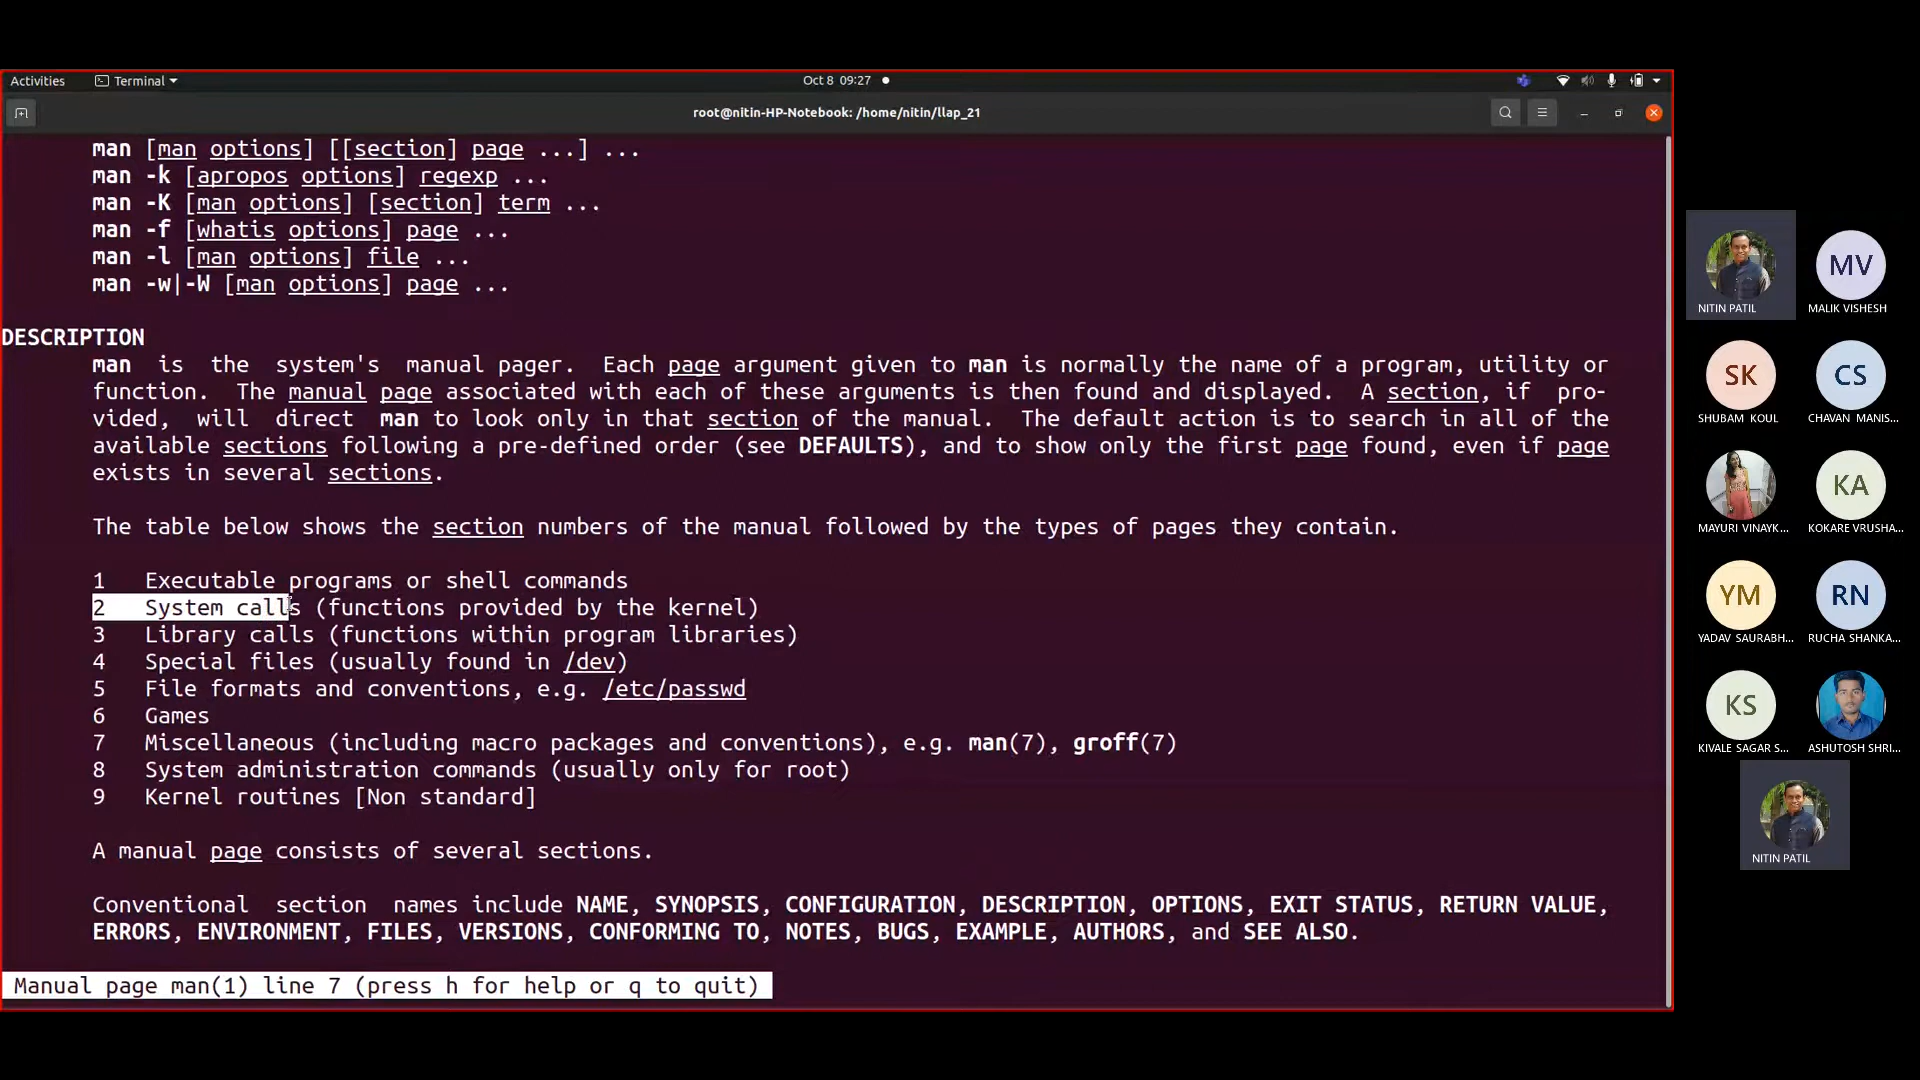 Activities Terminal Oct 8 09:27
root@nitin-HP-Notebook: /home/nitin/llap_21
man [man options] [[section] page ...] ...
man -k [apropos options] regexp ...
man -K [man options] [section] term ...
man -f [whatis options] page ...
man -l [man options] file ...
man -w|-W [man options] page ...
DESCRIPTION
man is the system's manual pager. Each page argument given to man is normally the name of a program, utility or
function. The manual page associated with each of these arguments is then found and displayed. A section, if pro-
vided, will direct man to look only in that section of the manual. The default action is to search in all of the
available sections following a pre-defined order (see DEFAULTS), and to show only the first page found, even if page
exists in several sections.
The table below shows the section numbers of the manual followed by the types of pages they contain.
1 Executable programs or shell commands
2 System calls (functions provided by the kernel)
3 Library calls (functions within program libraries)
4 Special files (usually found in /dev)
5 File formats and conventions, e.g. /etc/passwd
6 Games
7 Miscellaneous (including macro packages and conventions), e.g. man(7), groff(7)
8 System administration commands (usually only for root)
9 Kernel routines [Non standard]
A manual page consists of several sections.
Conventional section names include NAME, SYNOPSIS, CONFIGURATION, DESCRIPTION, OPTIONS, EXIT STATUS, RETURN VALUE,
ERRORS, ENVIRONMENT, FILES, VERSIONS, CONFORMING TO, NOTES, BUGS, EXAMPLE, AUTHORS, and SEE ALSO.
Manual page man(1) line 7 (press h for help or q to quit)
NITIN PATIL
MV
MALIK VISHESH
SK
SHUBAM KOUL
CS
CHAVAN MANIS...
MAYURI VINAYK...
KA
KOKARE VRUSHA...
YM
YADAV SAURABH...
RN
RUCHA SHANKA...
KS
KIVALE SAGAR S...
ASHUTOSH SHRI...
NITIN PATIL